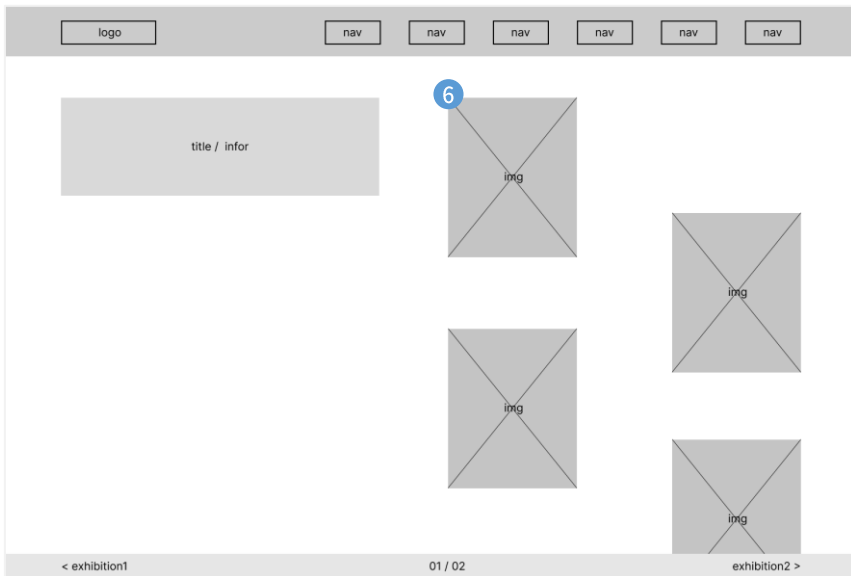 logo
nav nav nav nav nav nav
6
title / infor
img
img
img
img
< exhibition1 01 / 02 exhibition2 >